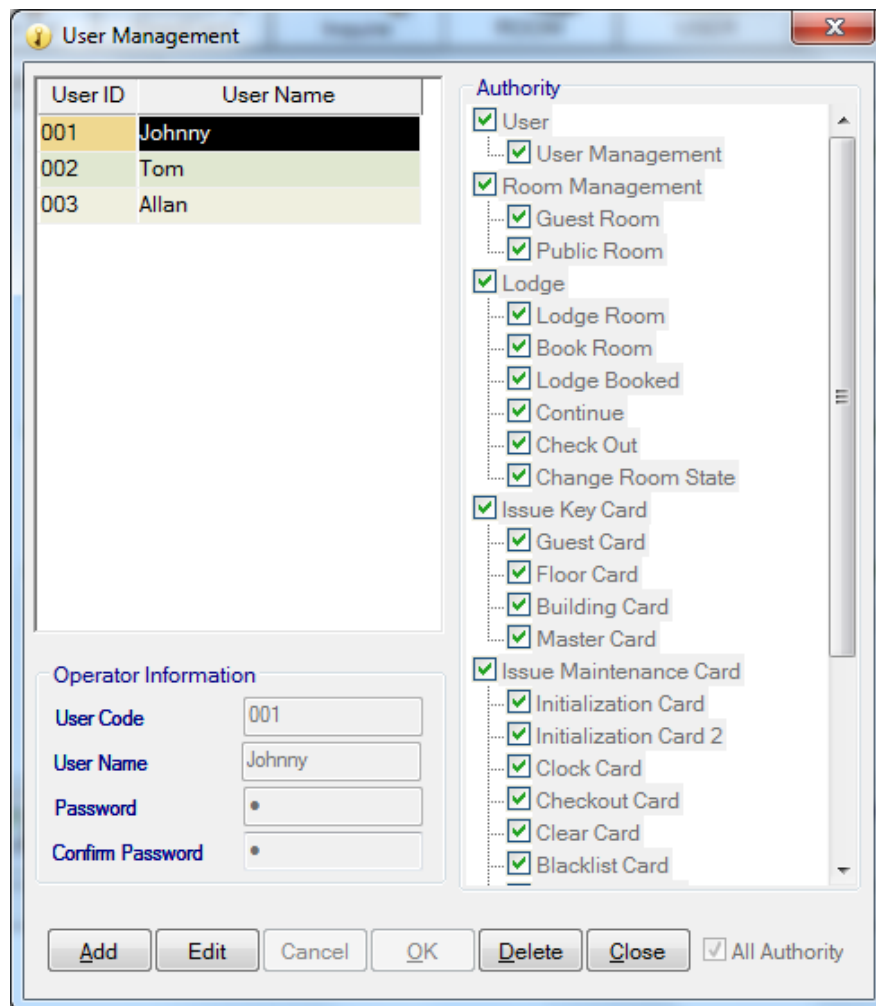 User Management
User ID User Name
001 Johnny
002 Tom
003 Allan
Operator Information
User Code 001
User Name Johnny
Password •
Confirm Password •
Authority
User
User Management
Room Management
Guest Room
Public Room
Lodge
Lodge Room
Book Room
Lodge Booked
Continue
Check Out
Change Room State
Issue Key Card
Guest Card
Floor Card
Building Card
Master Card
Issue Maintenance Card
Initialization Card
Initialization Card 2
Clock Card
Checkout Card
Clear Card
Blacklist Card
Add Edit Cancel OK Delete Close All Authority